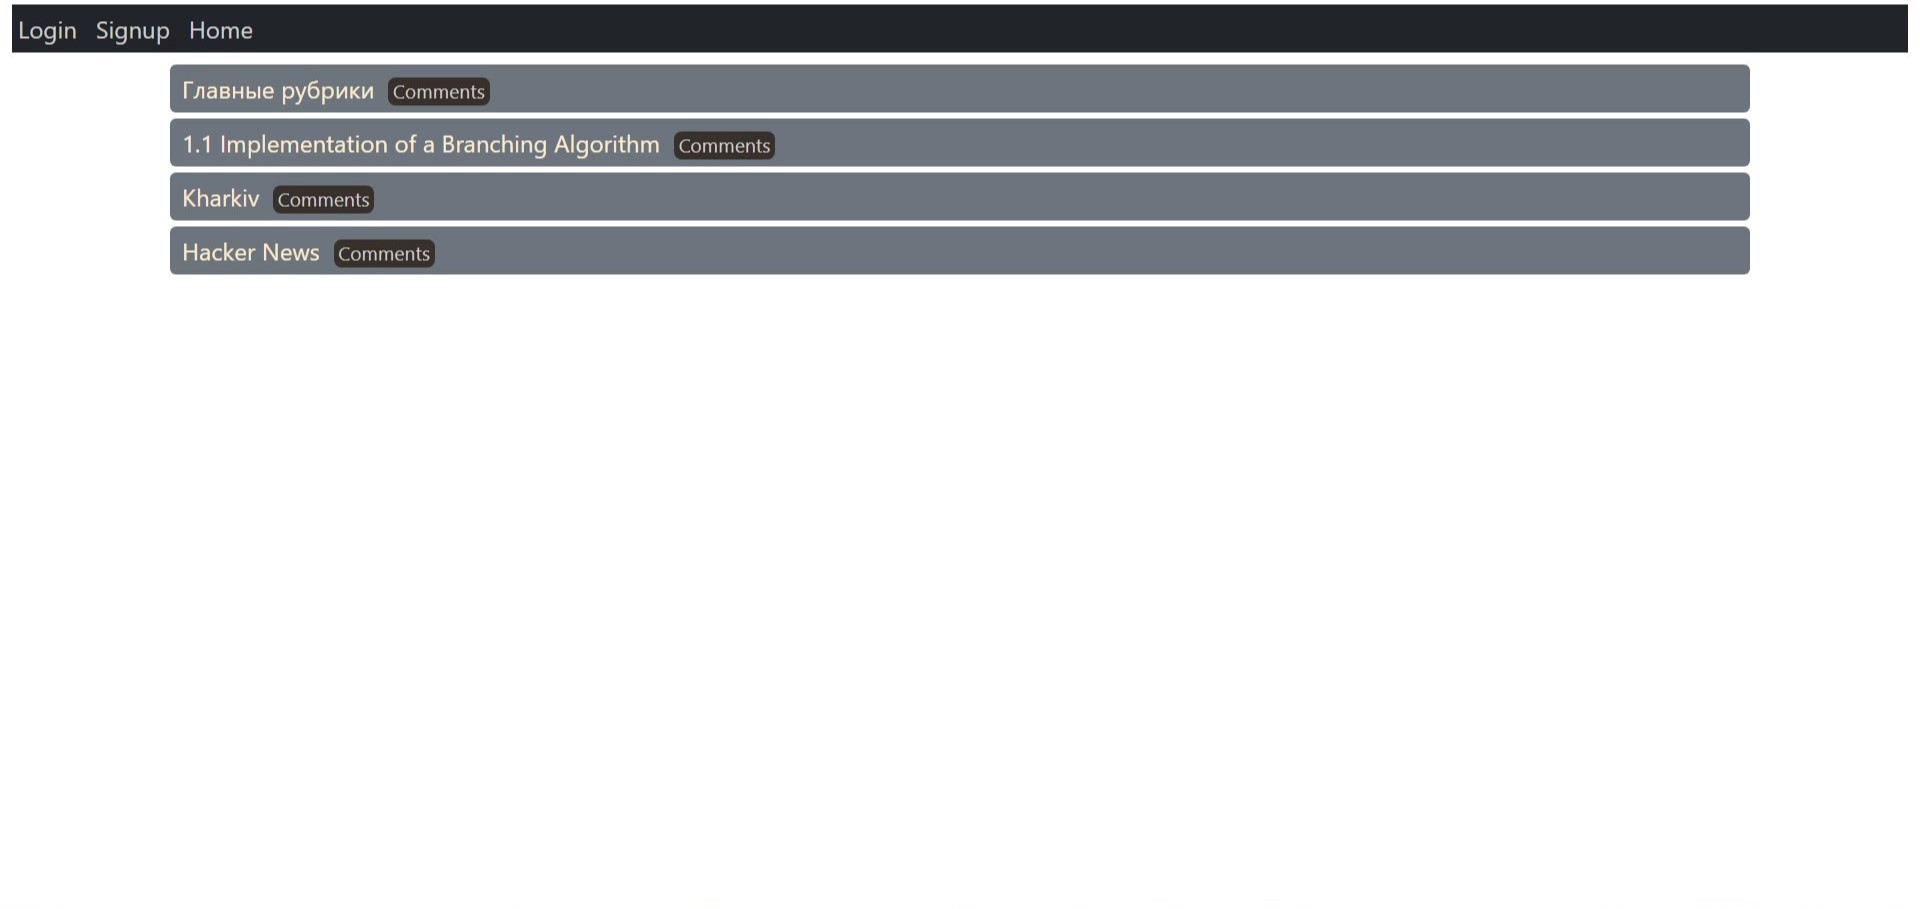 Login Signup Home
Главные рубрики Comments
1.1 Implementation of a Branching Algorithm Comments
Kharkiv Comments
Hacker News Comments